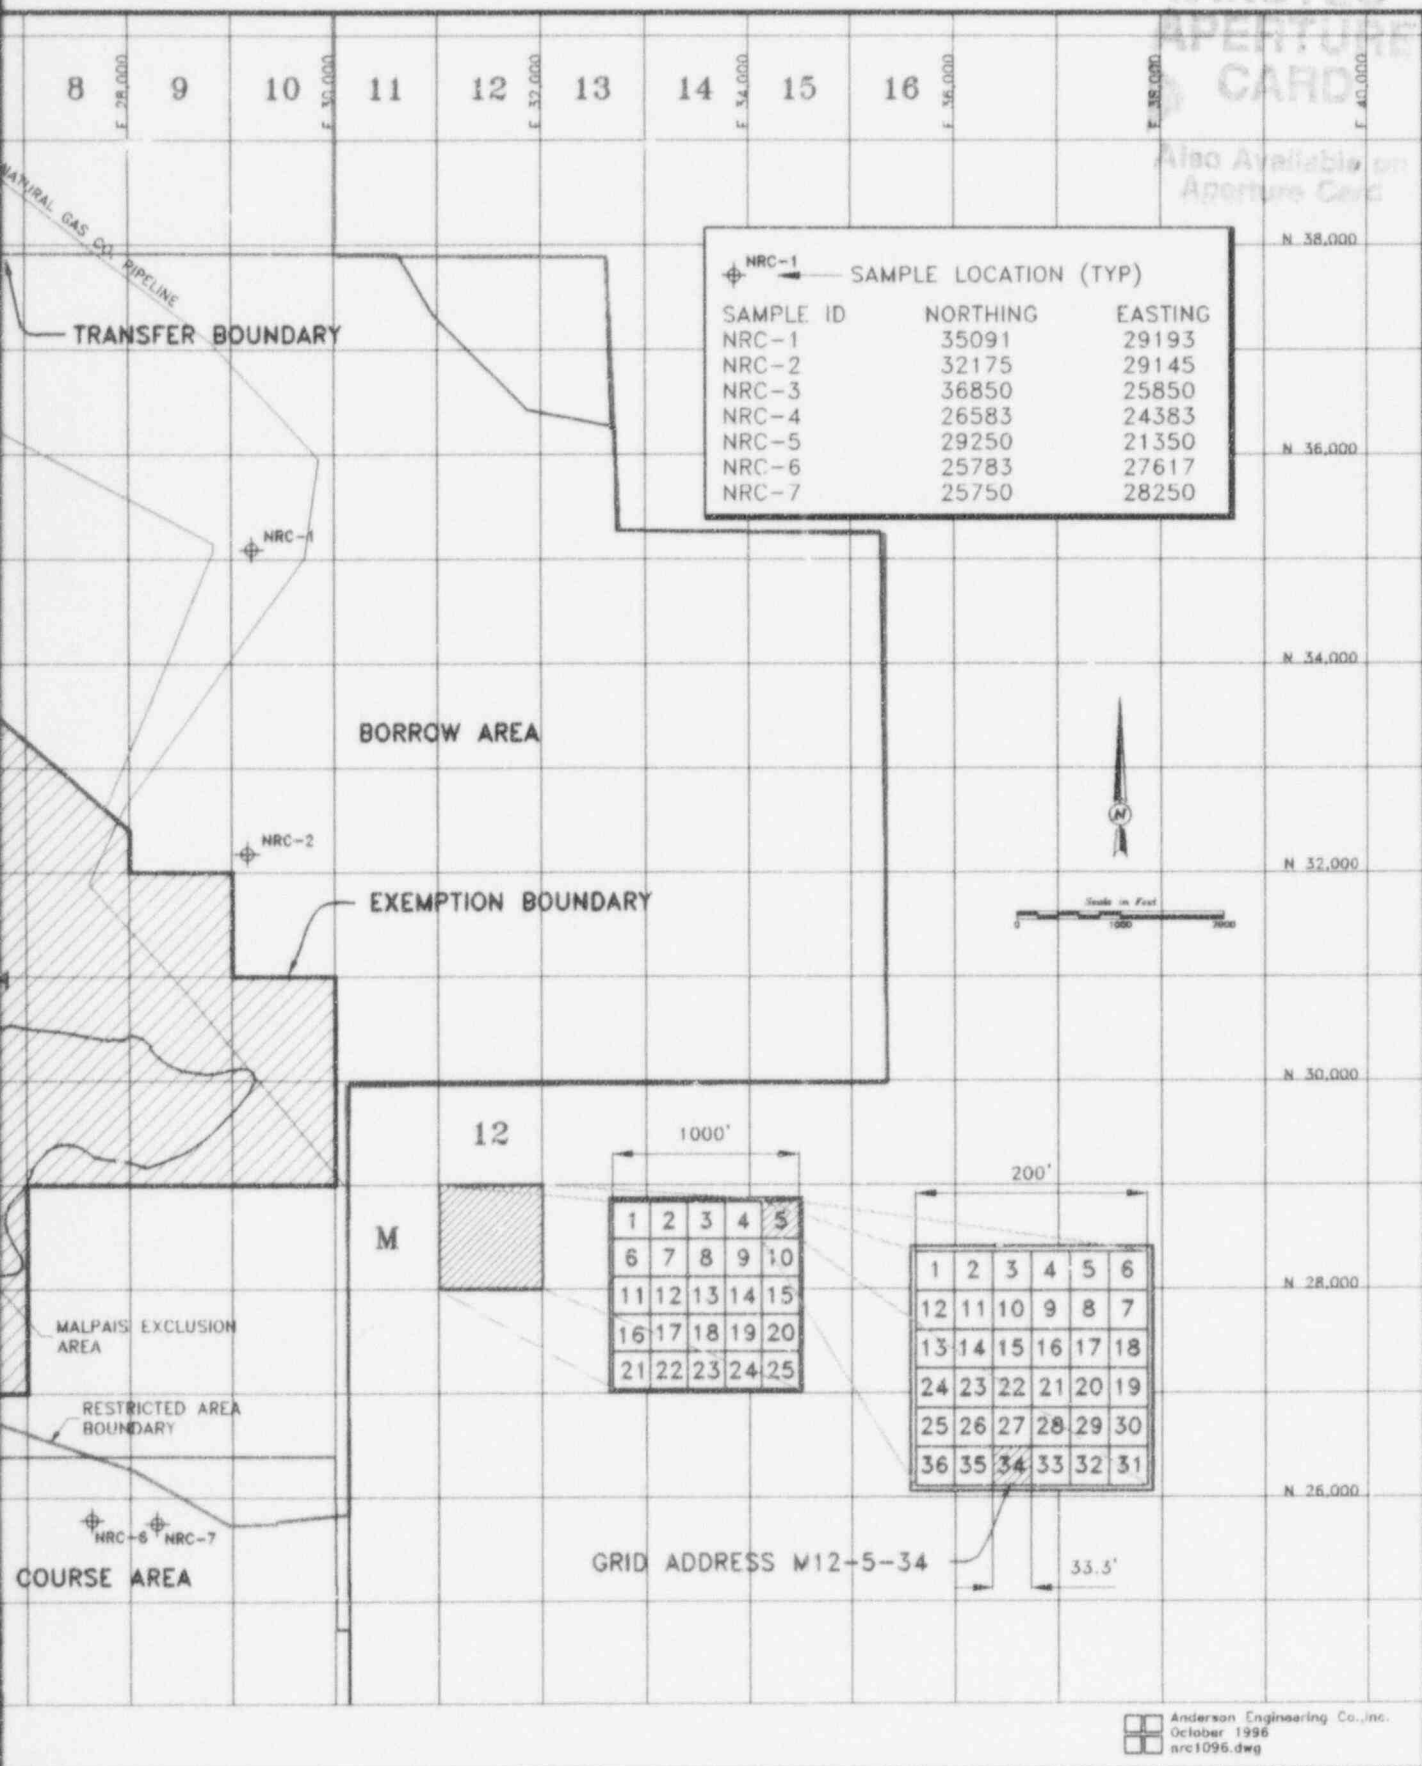 APERTURE
CARD
Also Available on
Aperture Card
8 9 10 11 12 13 14 15 16
E 28,000 E 30,000 E 32,000 E 34,000 E 36,000 E 38,000 E 40,000
NATURAL GAS CO. PIPELINE
TRANSFER BOUNDARY
NRC-1
SAMPLE LOCATION (TYP)
SAMPLE ID NORTHING EASTING
NRC-1 35091 29193
NRC-2 32175 29145
NRC-3 36850 25850
NRC-4 26583 24383
NRC-5 29250 21350
NRC-6 25783 27617
NRC-7 25750 28250
N 38,000
N 36,000
NRC-1
N 34,000
BORROW AREA
NRC-2
N 32,000
EXEMPTION BOUNDARY
N
Scale in Feet
0 1000 2000
N 30,000
12
M
1000'
1 2 3 4 5
6 7 8 9 10
11 12 13 14 15
16 17 18 19 20
21 22 23 24 25
200'
1 2 3 4 5 6
12 11 10 9 8 7
13 14 15 16 17 18
24 23 22 21 20 19
25 26 27 28 29 30
36 35 34 33 32 31
N 28,000
MALPAIS EXCLUSION
AREA
RESTRICTED AREA
BOUNDARY
N 26,000
NRC-6 NRC-7
GRID ADDRESS M12-5-34
33.3'
COURSE AREA
Anderson Engineering Co.,Inc.
October 1996
nrc1096.dwg